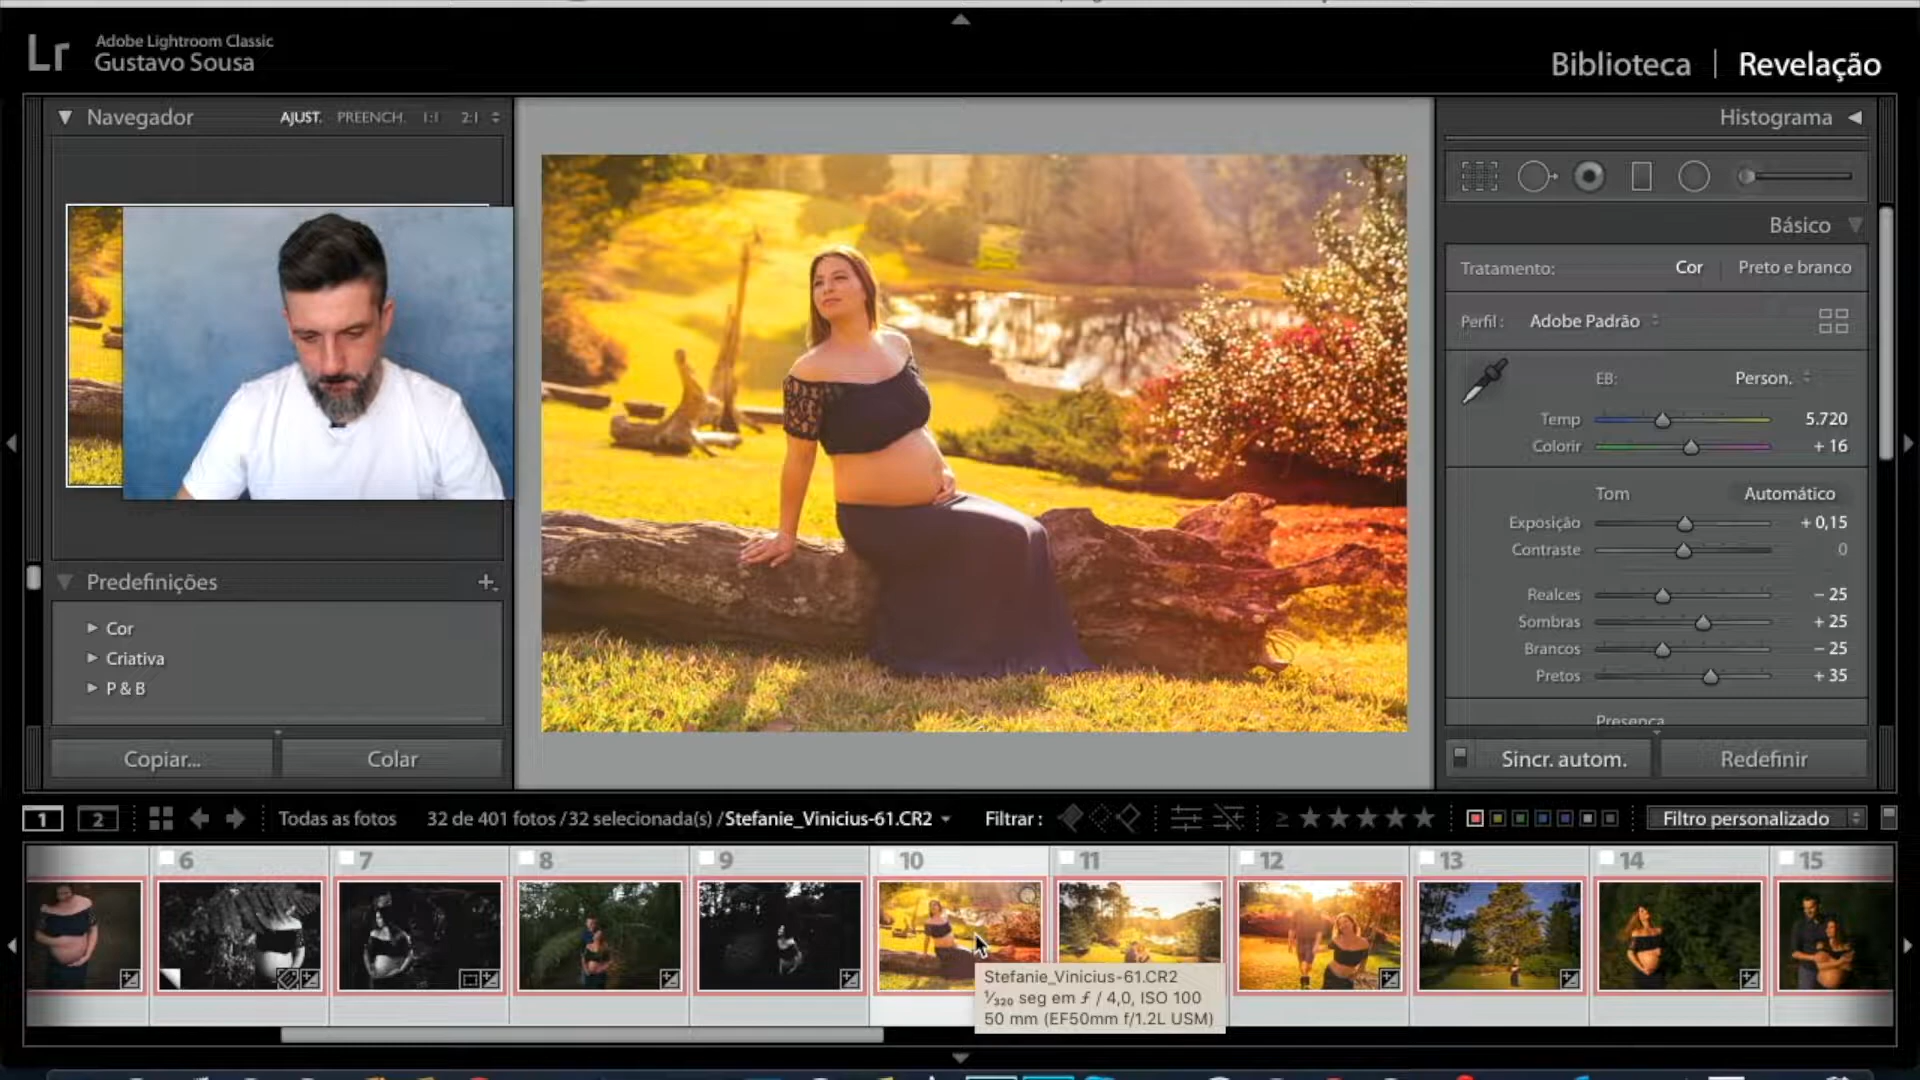 Lr
Adobe Lightroom Classic
Gustavo Sousa
Biblioteca | Revelação
Navegador AJUST. PREENCH. 1:1 2:1
Histograma
Básico
Tratamento: Cor Preto e branco
Perfil: Adobe Padrão
EB: Person.
Temp 5.720
Colorir + 16
Tom Automático
Exposição + 0,15
Contraste 0
Realces − 25
Sombras + 25
Brancos − 25
Pretos + 35
Presença
Predefinições
Cor
Criativa
P & B
Copiar... Colar
Sincr. autom. Redefinir
1 2 Todas as fotos 32 de 401 fotos /32 selecionada(s) /Stefanie_Vinicius-61.CR2 Filtrar : ≥ Filtro personalizado
6 7 8 9 10 11 12 13 14 15
Stefanie_Vinicius-61.CR2
1/320 seg em ƒ / 4,0, ISO 100
50 mm (EF50mm f/1.2L USM)